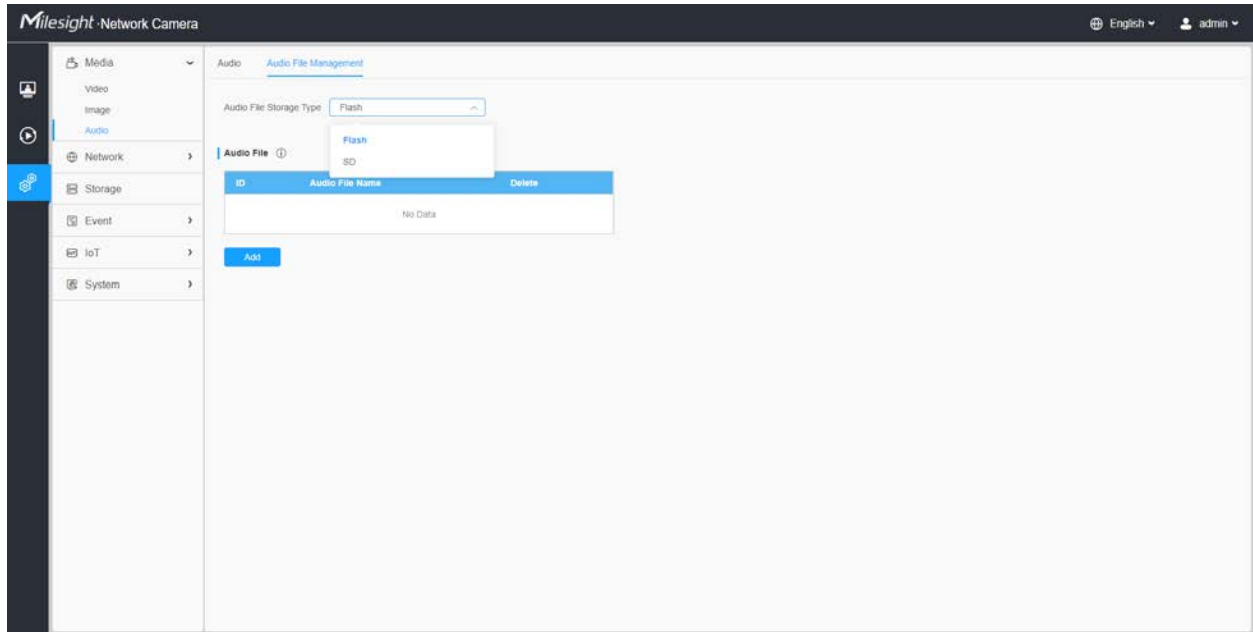 Milesight ·Network Camera
English
admin
Media
Video
Image
Audio
Network
Storage
Event
IoT
System
Audio Audio File Management
Audio File Storage Type Flash
Flash
SD
Audio File
ID Audio File Name Delete
No Data
Add